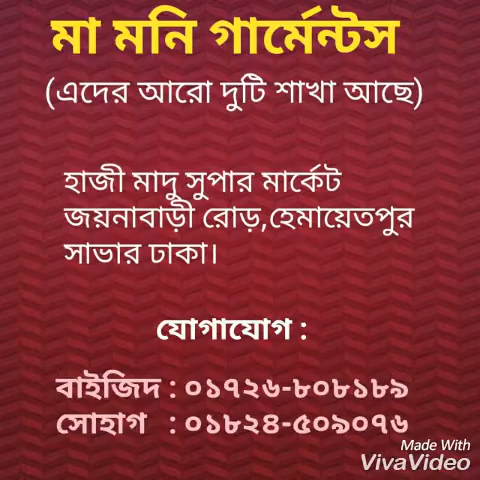 মা মনি গার্মেন্টস
(এদের আরো দুটি শাখা আছে)
হাজী মাদু সুপার মার্কেট
জয়নাবাড়ী রোড়,হেমায়েতপুর
সাভার ঢাকা।
যোগাযোগ :
বাইজিদ : ০১৭২৬-৮০৮১৮৯
সোহাগ : ০১৮২৪-৫০৯০৭৬
Made With
VivaVideo